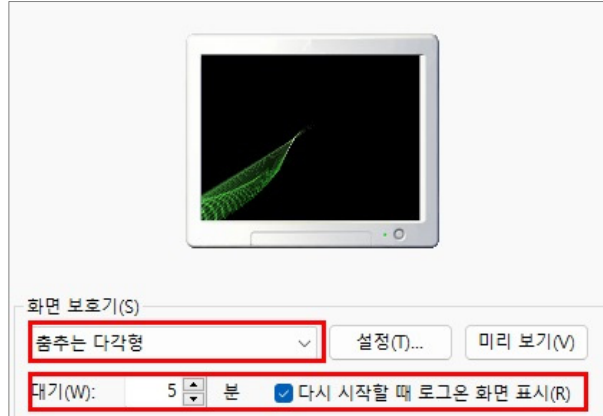 화면 보호기(S)
춤추는 다각형 설정(T)... 미리 보기(V)
대기(W): 5 분 다시 시작할 때 로그온 화면 표시(R)